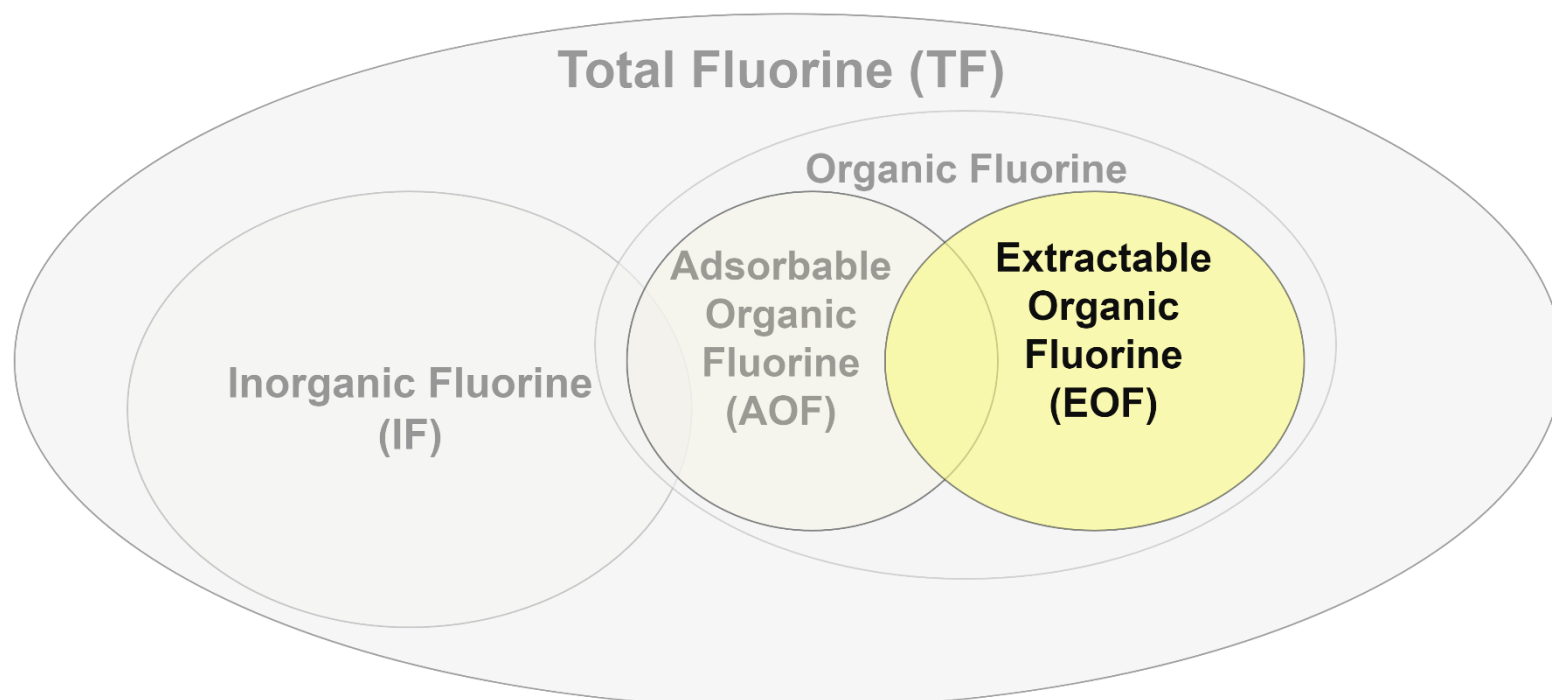 Total Fluorine (TF)
Organic Fluorine
Inorganic Fluorine
(IF)
Adsorbable
Organic
Fluorine
(AOF)
Extractable
Organic
Fluorine
(EOF)